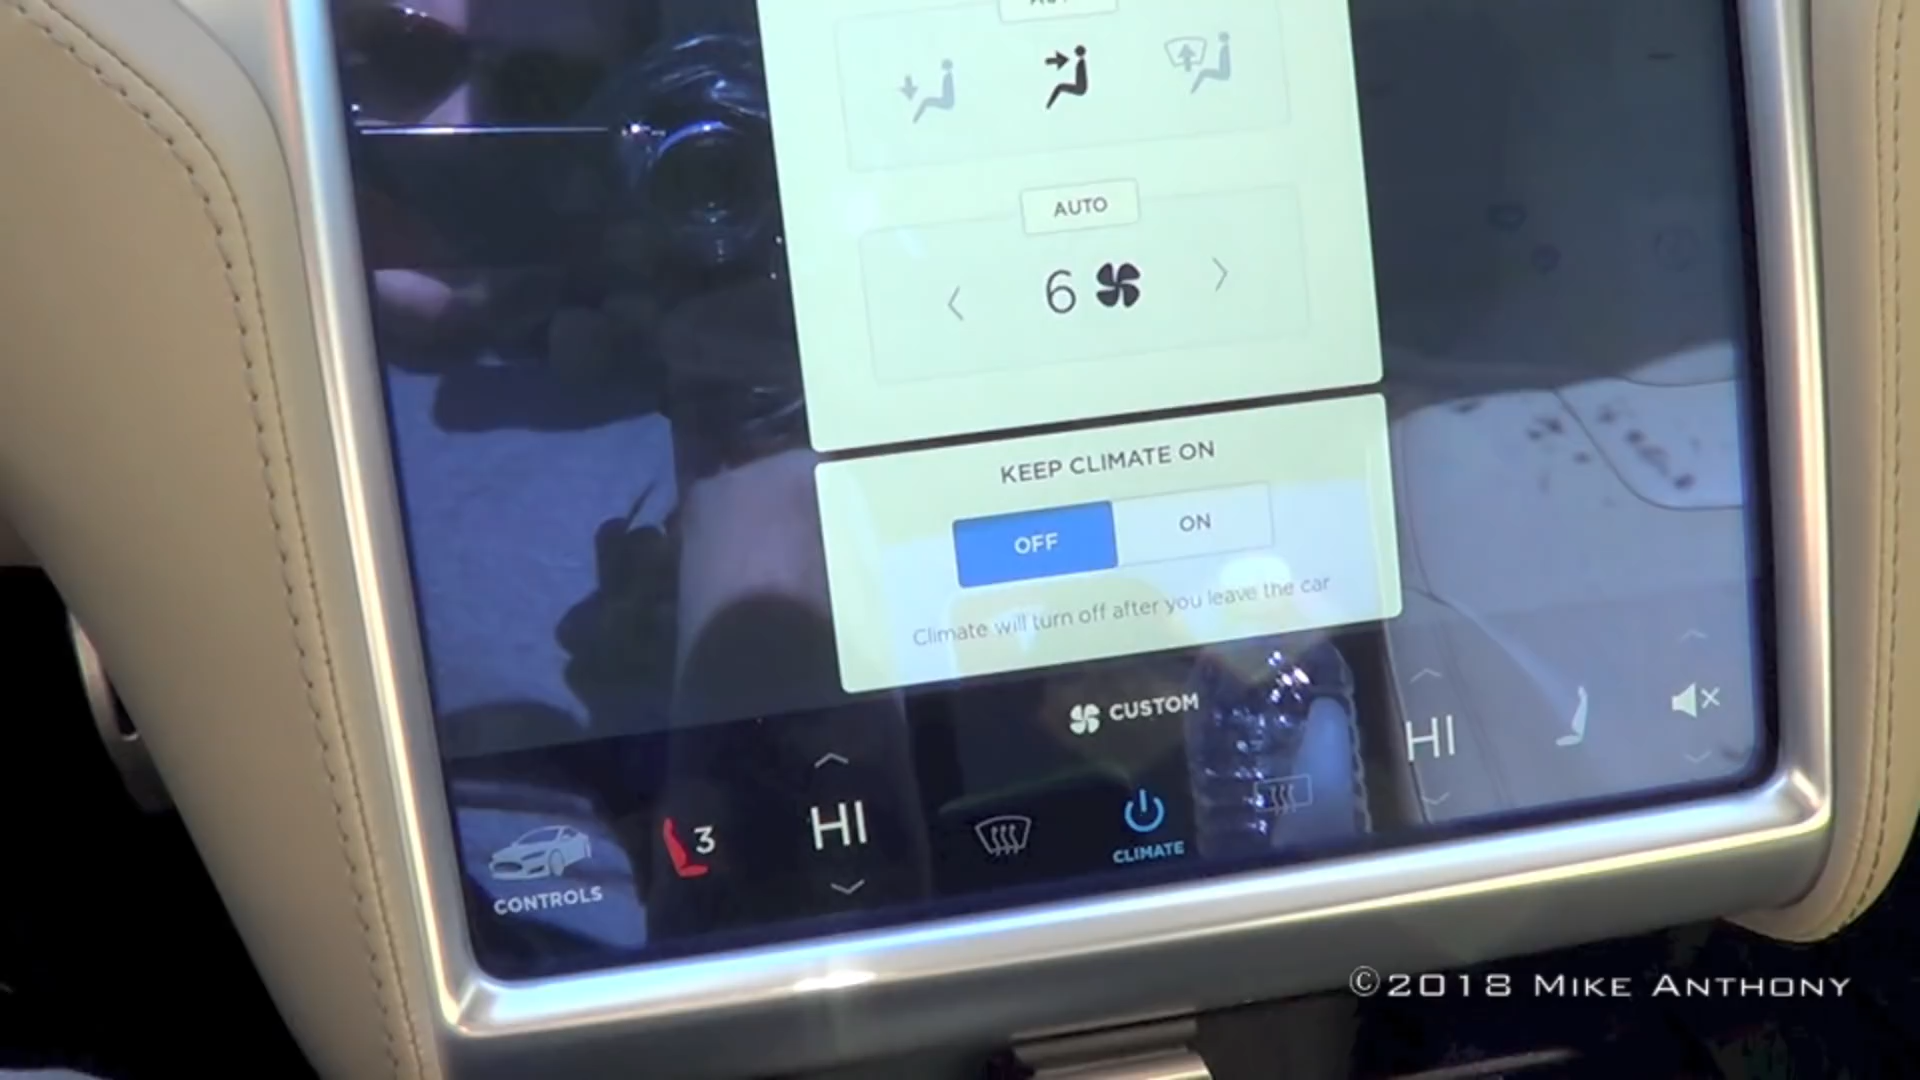 AUTO
6
KEEP CLIMATE ON
OFF
ON
Climate will turn off after you leave the car
CUSTOM
HI
3
HI
CLIMATE
CONTROLS
©2018 MIKE ANTHONY